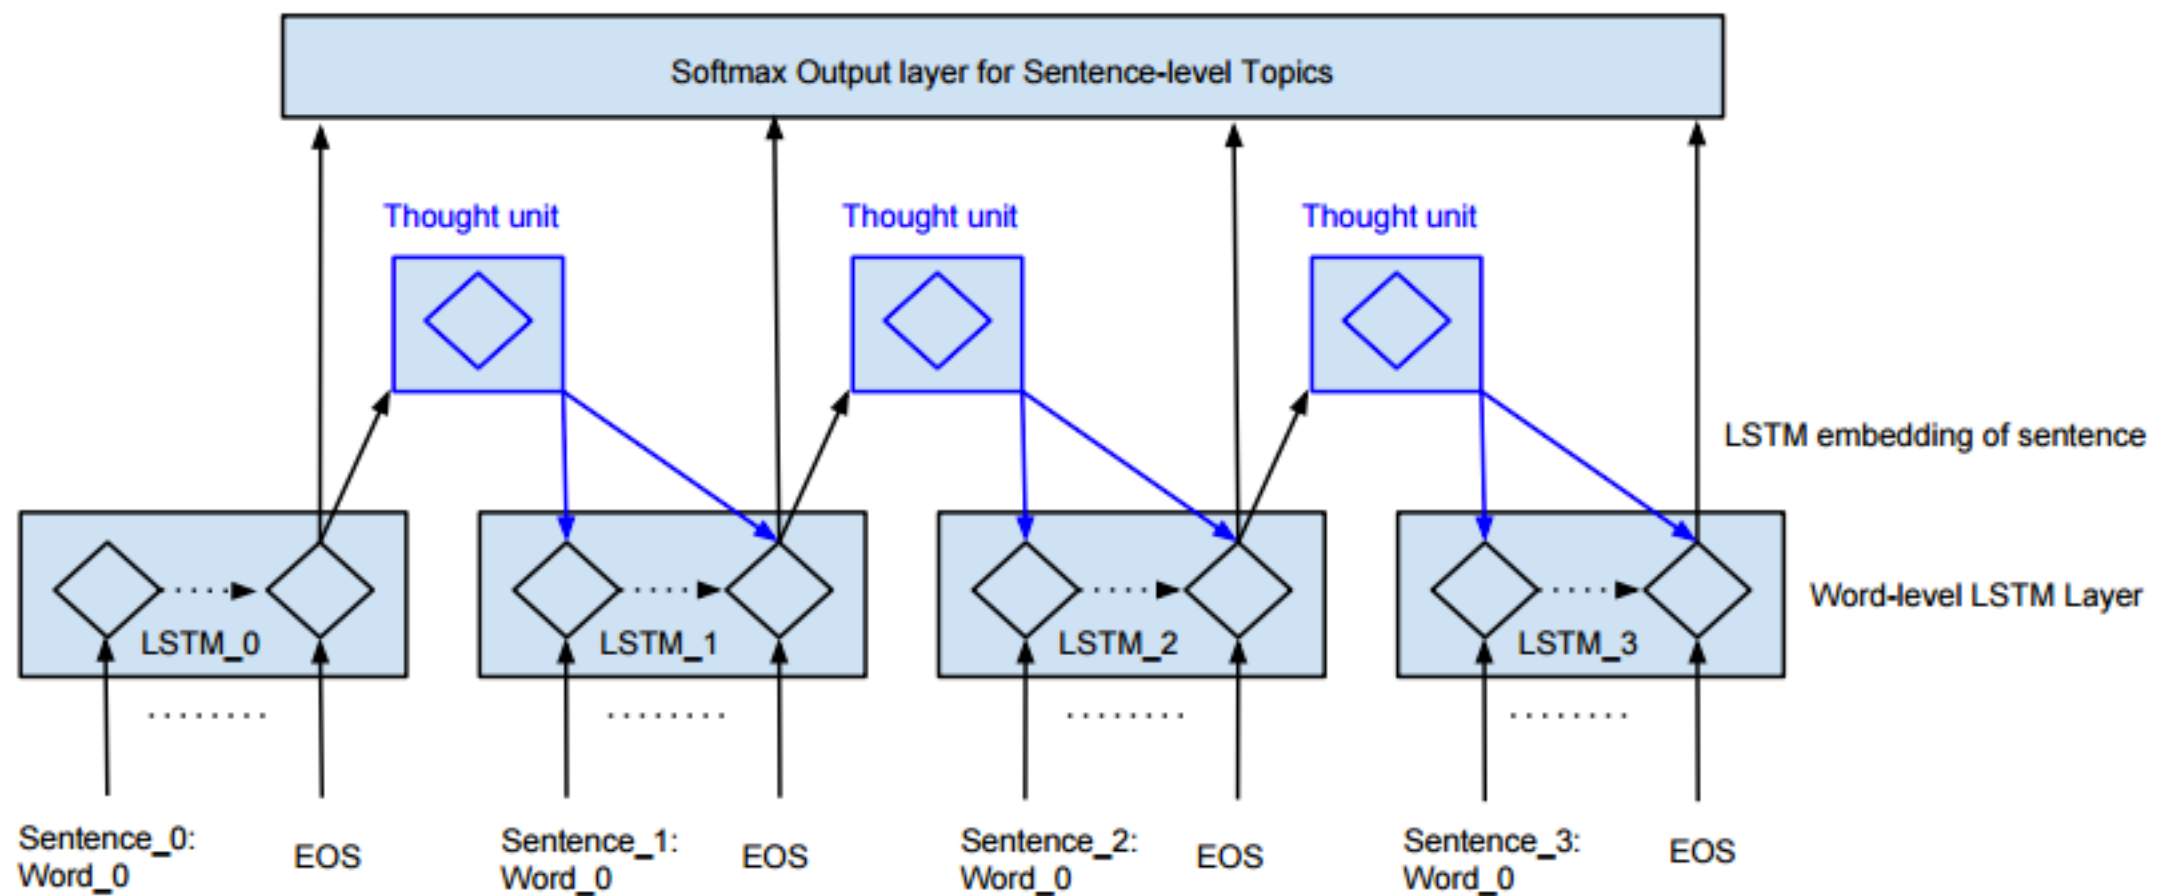 Softmax Output layer for Sentence-level Topics
Thought unit
Thought unit
Thought unit
LSTM embedding of sentence
Word-level LSTM Layer
LSTM_0
LSTM_1
LSTM_2
LSTM_3
Sentence_0:
Word_0
EOS
Sentence_1:
Word_0
EOS
Sentence_2:
Word_0
EOS
Sentence_3:
Word_0
EOS